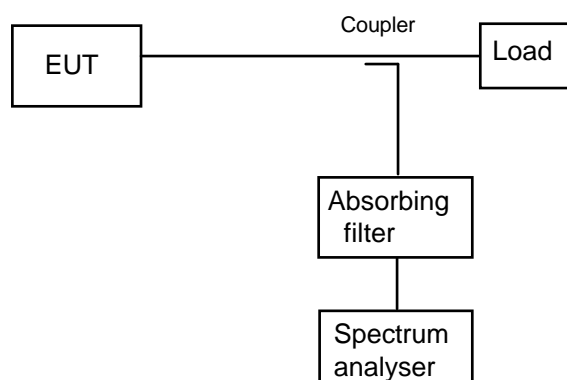 Coupler
EUT
Load
Absorbing
filter
Spectrum
analyser